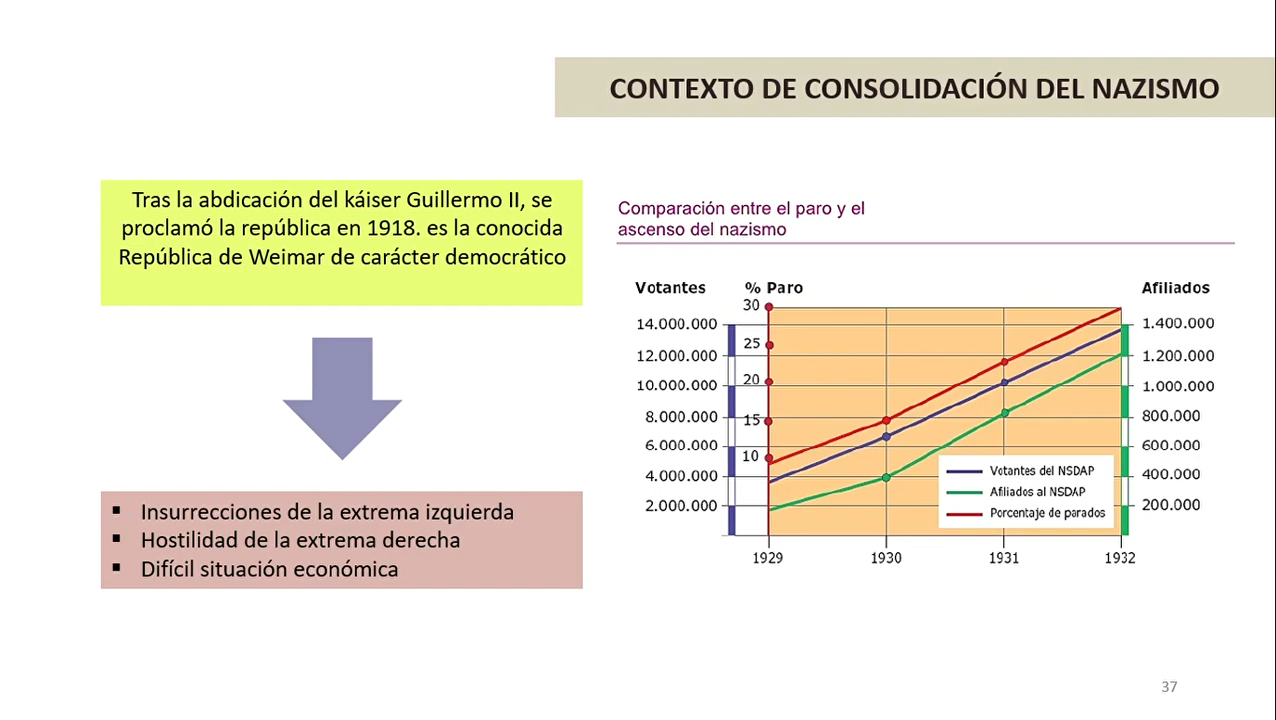 CONTEXTO DE CONSOLIDACIÓN DEL NAZISMO
Tras la abdicación del káiser Guillermo II, se
proclamó la república en 1918. es la conocida
República de Weimar de carácter democrático
▪ Insurrecciones de la extrema izquierda
▪ Hostilidad de la extrema derecha
▪ Difícil situación económica
Comparación entre el paro y el
ascenso del nazismo
Votantes
14.000.000
12.000.000
10.000.000
8.000.000
6.000.000
4.000.000
2.000.000
% Paro
30
25
20
15
10
Afiliados
1.400.000
1.200.000
1.000.000
800.000
600.000
400.000
200.000
Votantes del NSDAP
Afiliados al NSDAP
Porcentaje de parados
1929
1930
1931
1932
37